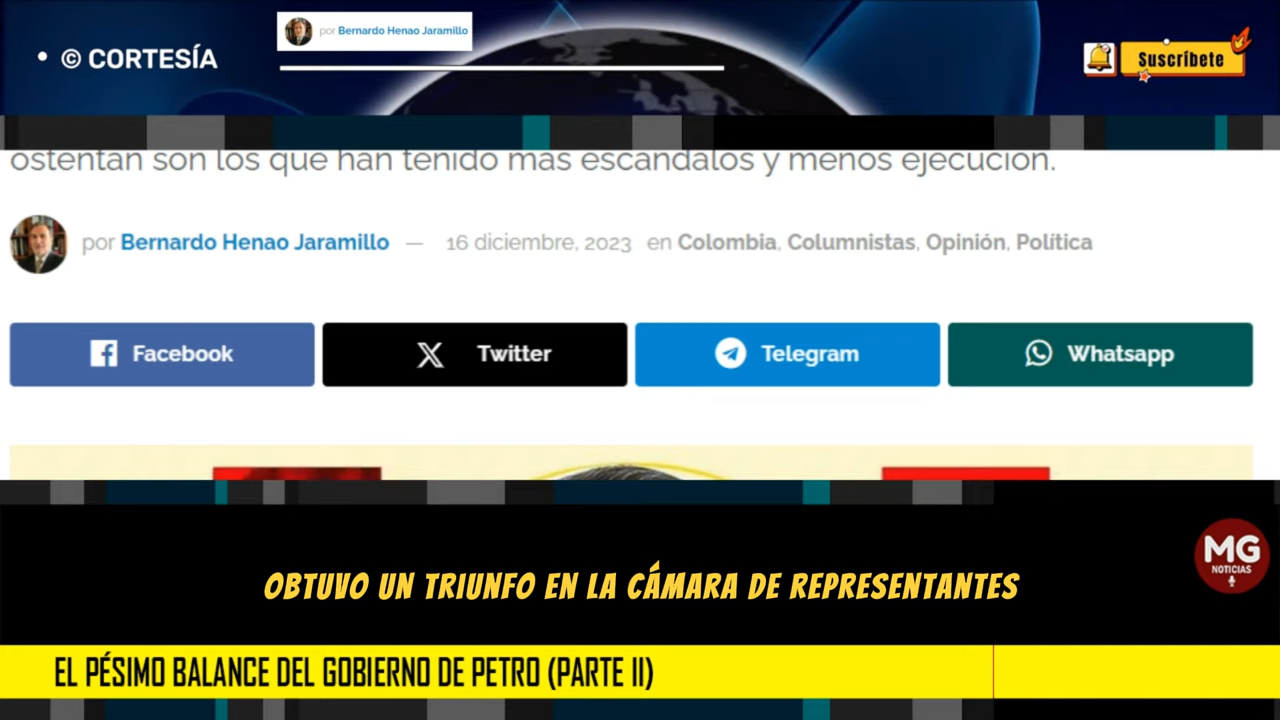 por Bernardo Henao Jaramillo
• © CORTESÍA
Suscríbete
ostentan son los que han tenido más escándalos y menos ejecución.
por Bernardo Henao Jaramillo — 16 diciembre, 2023 en Colombia, Columnistas, Opinión, Política
Facebook
Twitter
Telegram
Whatsapp
MG
NOTICIAS
OBTUVO UN TRIUNFO EN LA CÁMARA DE REPRESENTANTES
EL PÉSIMO BALANCE DEL GOBIERNO DE PETRO (PARTE II)